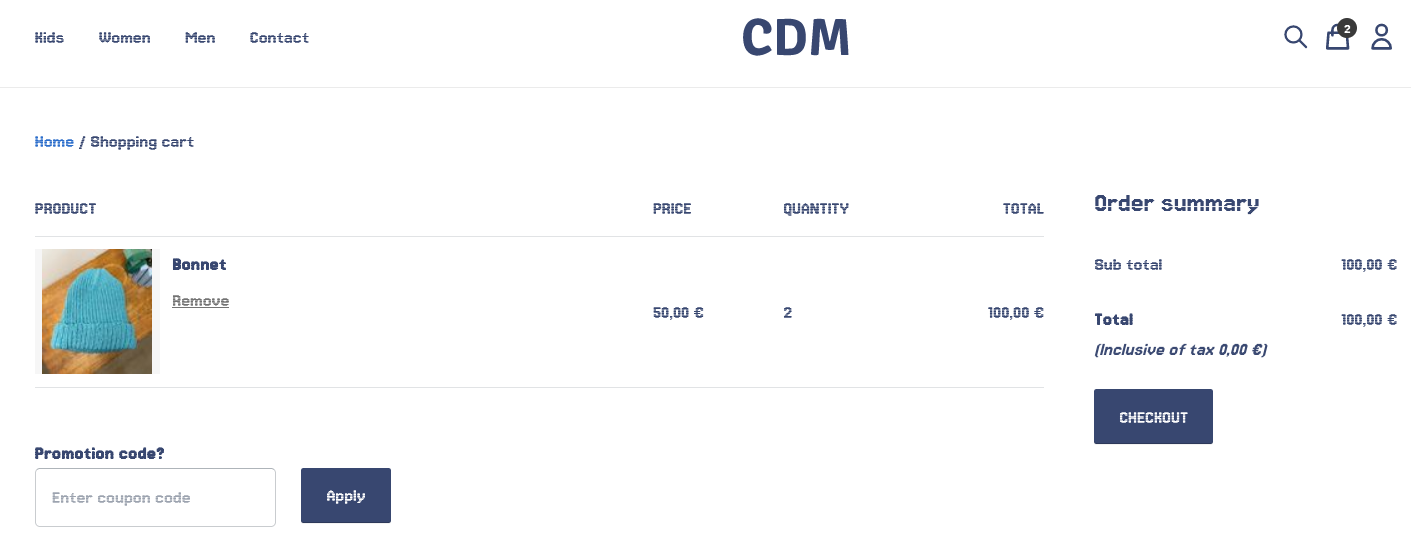 Kids Women Men Contact
CDM
2
Home / Shopping cart
PRODUCT PRICE QUANTITY TOTAL
Bonnet
Remove
50,00 € 2 100,00 €
Promotion code?
Enter coupon code Apply
Order summary
Sub total 100,00 €
Total 100,00 €
(Inclusive of tax 0,00 €)
CHECKOUT